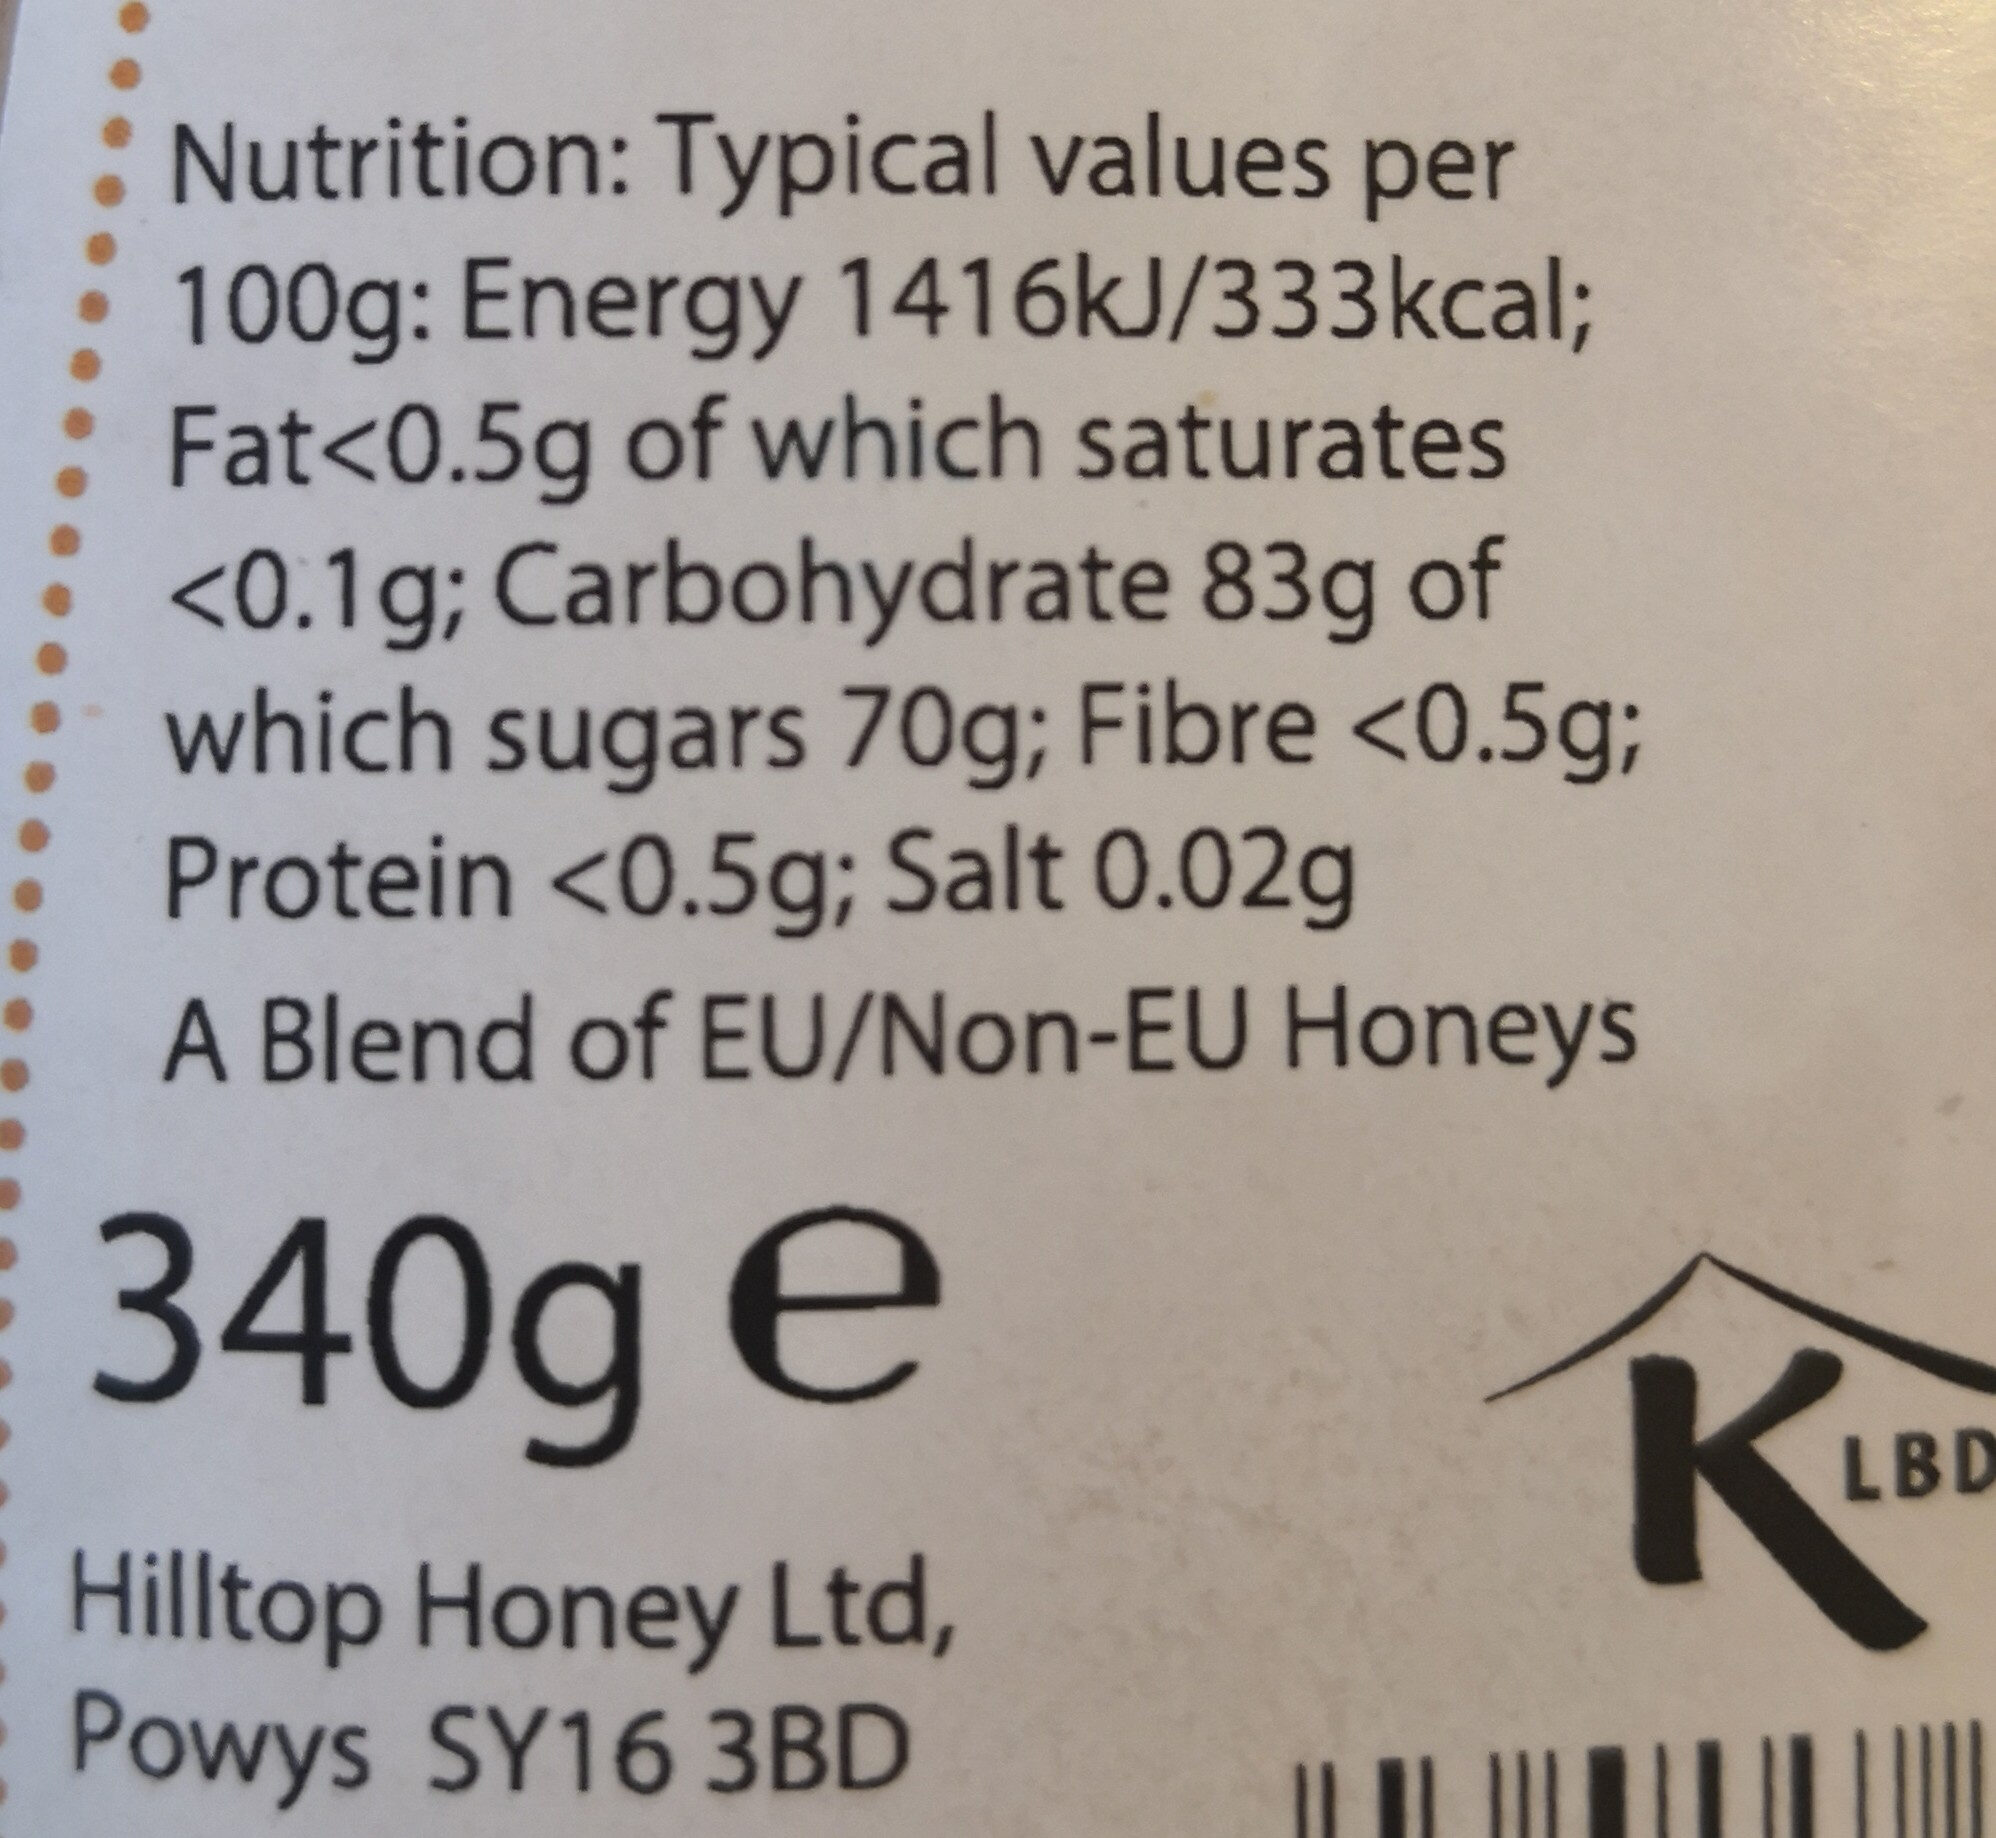 Nutrition: Typical values per
100g: Energy 1416kJ/333kcal;
Fat<0.5g of which saturates
<0.1g; Carbohydrate 83g of
which sugars 70g; Fibre <0.5g;
Protein <0.5g; Salt 0.02g
A Blend of EU/Non-EU Honeys
340g e
K LBD
Hilltop Honey Ltd,
Powys SY16 3BD